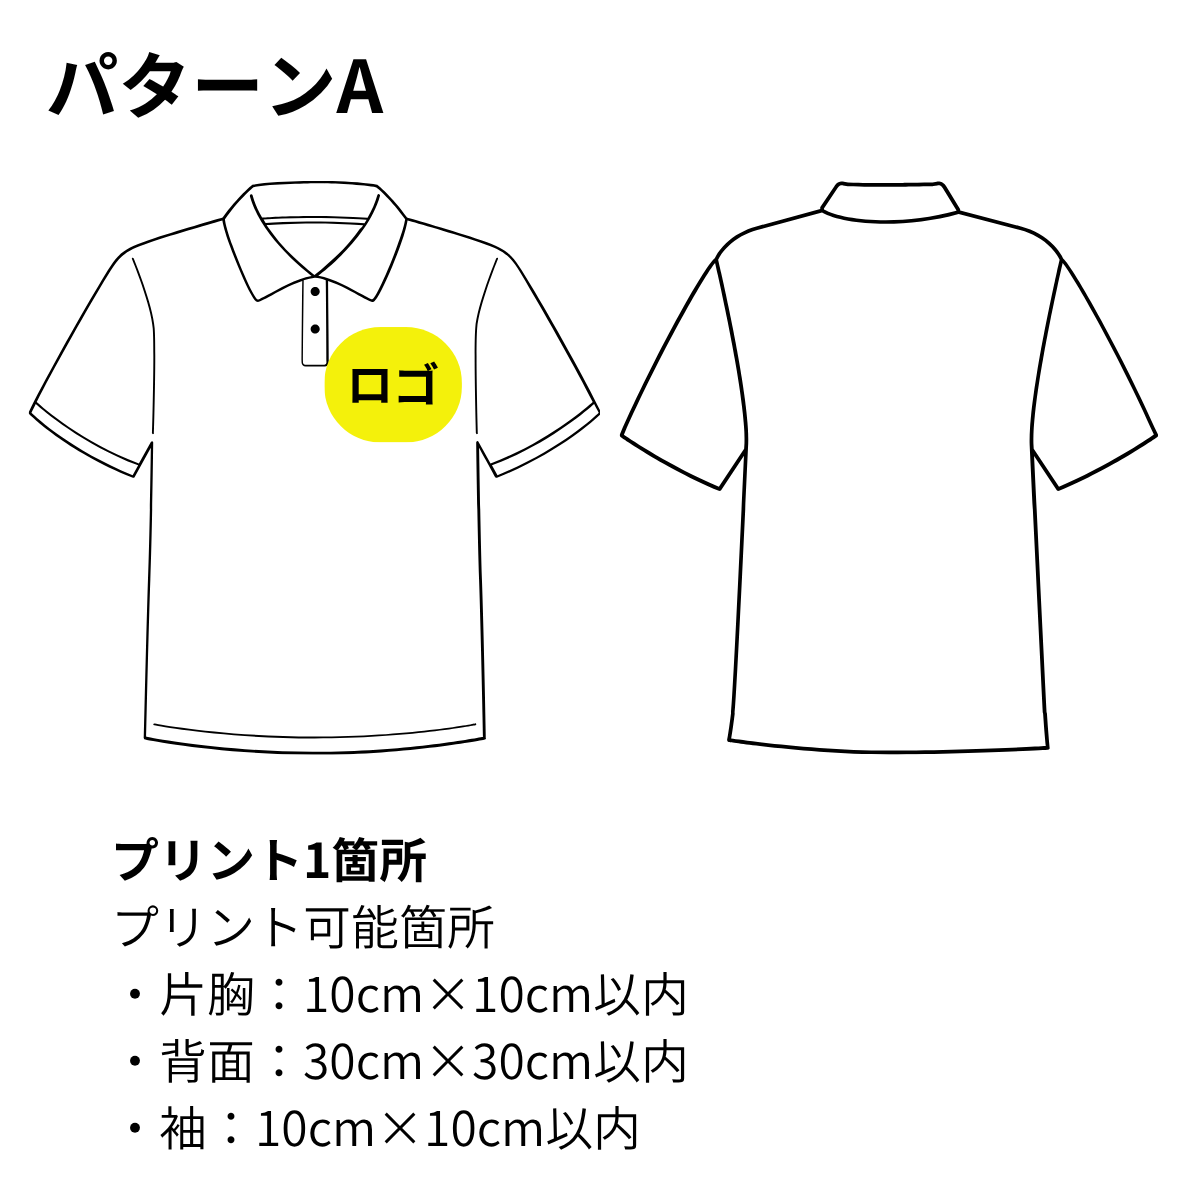 パターンA
ロゴ
プリント1箇所
プリント可能箇所
・片胸：10cm×10cm以内
・背面：30cm×30cm以内
・袖：10cm×10cm以内